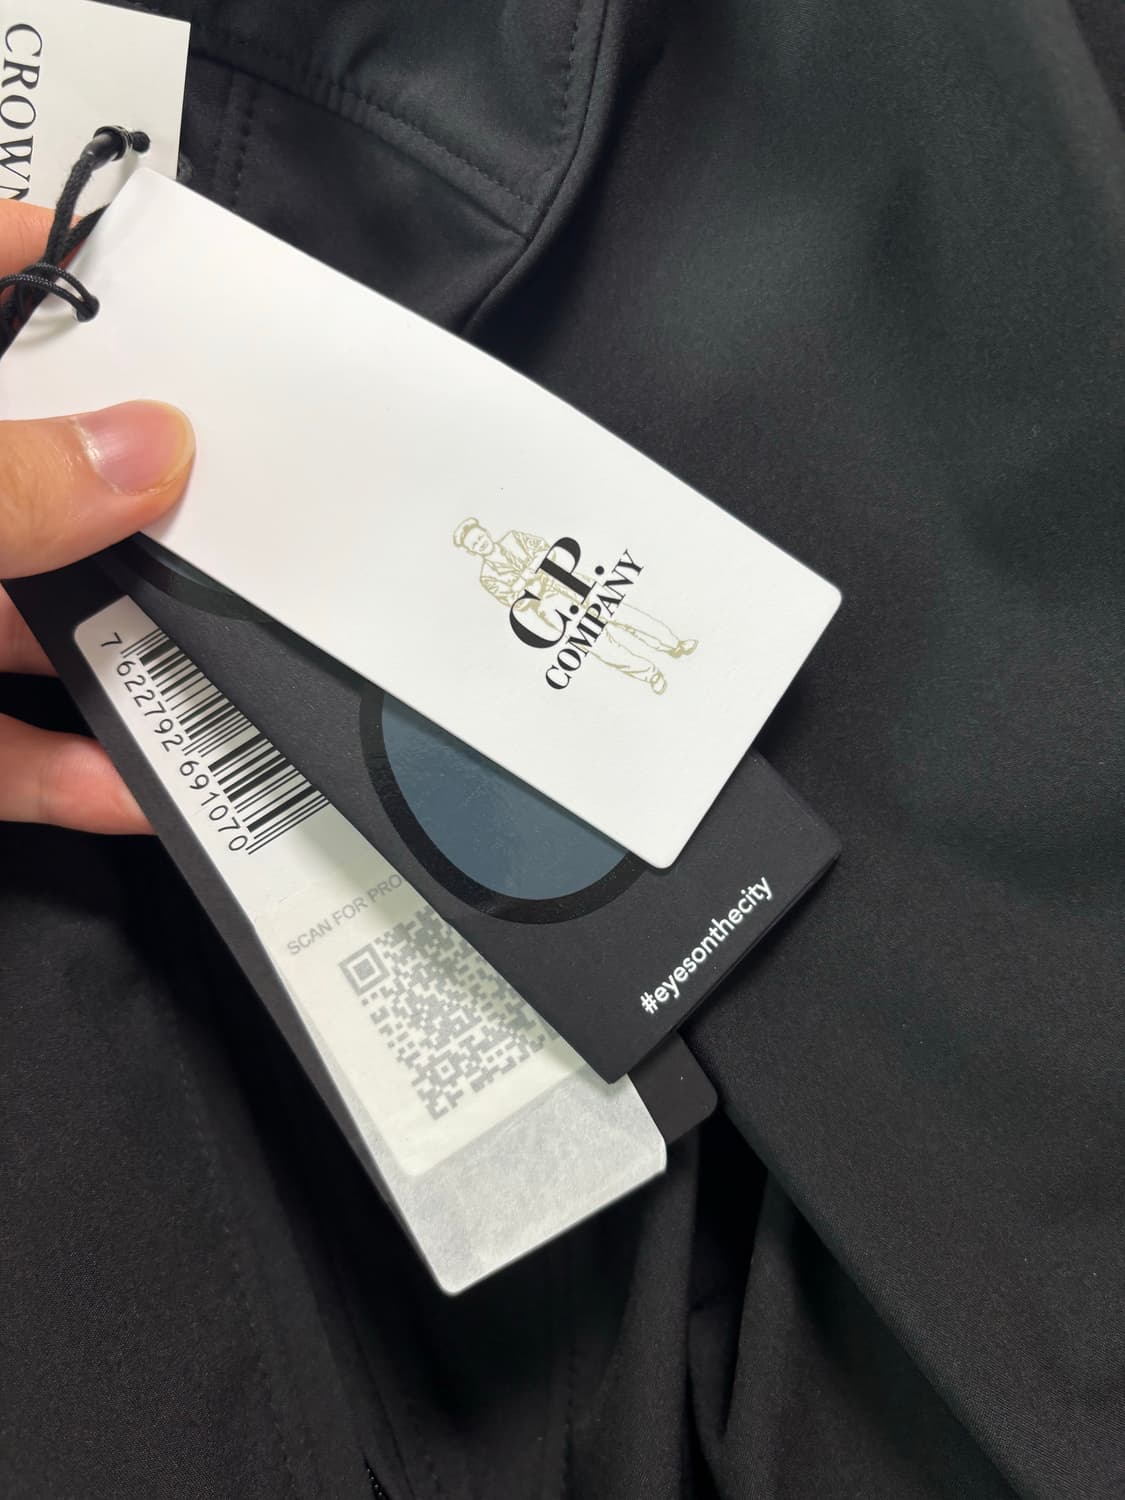 CROWN
C.P.
COMPANY
7 622792 691070
SCAN FOR PRO
#eyesonthecity